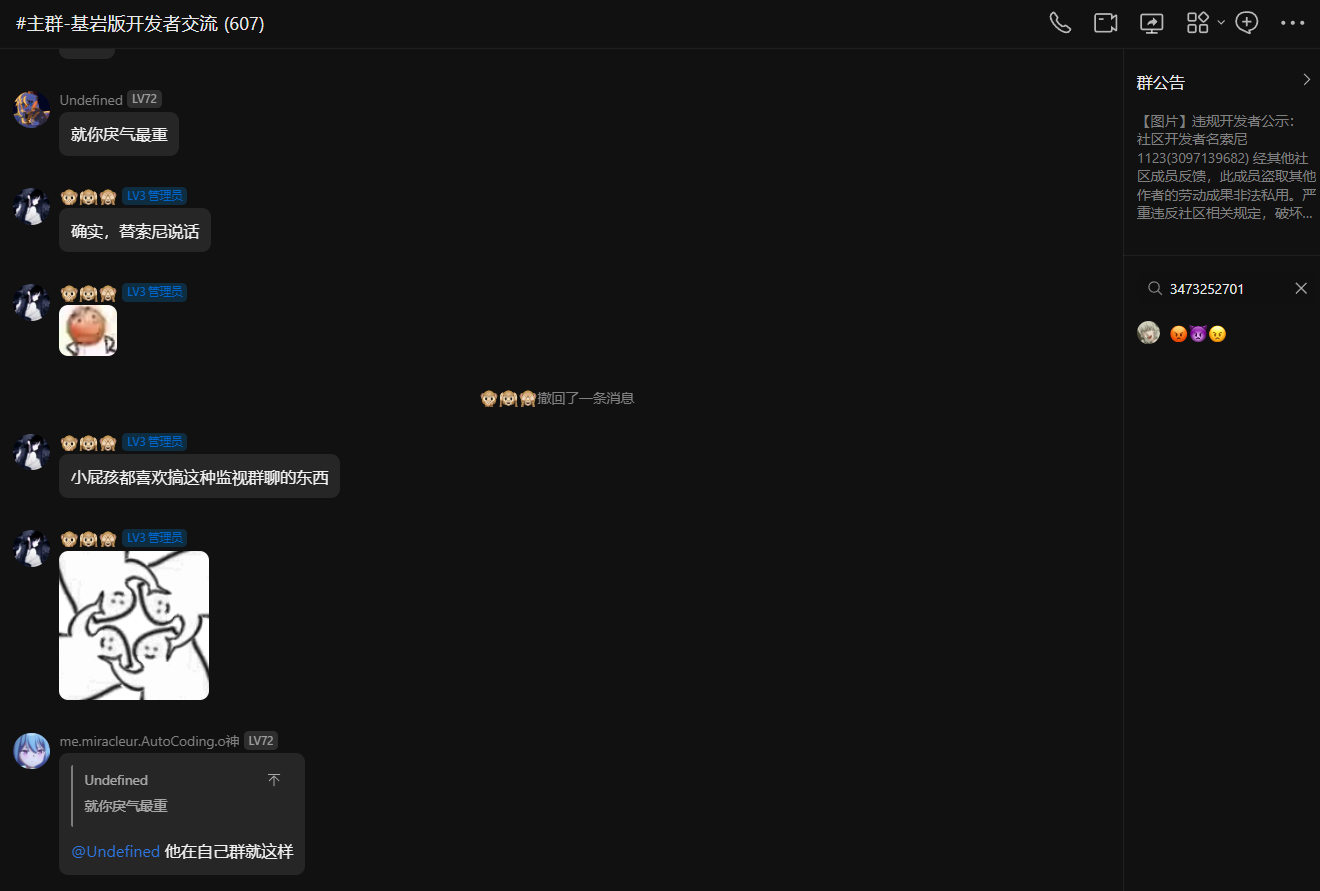 #主群-基岩版开发者交流 (607)
Undefined LV72
就你戾气最重
🙊🙉🙈 LV3 管理员
确实，替索尼说话
🙊🙉🙈 LV3 管理员
🙊🙉🙈撤回了一条消息
🙊🙉🙈 LV3 管理员
小屁孩都喜欢搞这种监视群聊的东西
🙊🙉🙈 LV3 管理员
me.miracleur.AutoCoding.o神 LV72
Undefined
就你戾气最重
@Undefined 他在自己群就这样
群公告
【图片】违规开发者公示：
社区开发者名索尼
1123(3097139682) 经其他社
区成员反馈，此成员盗取其他
作者的劳动成果非法私用。严
重违反社区相关规定，破坏...
3473252701
😡👿😠